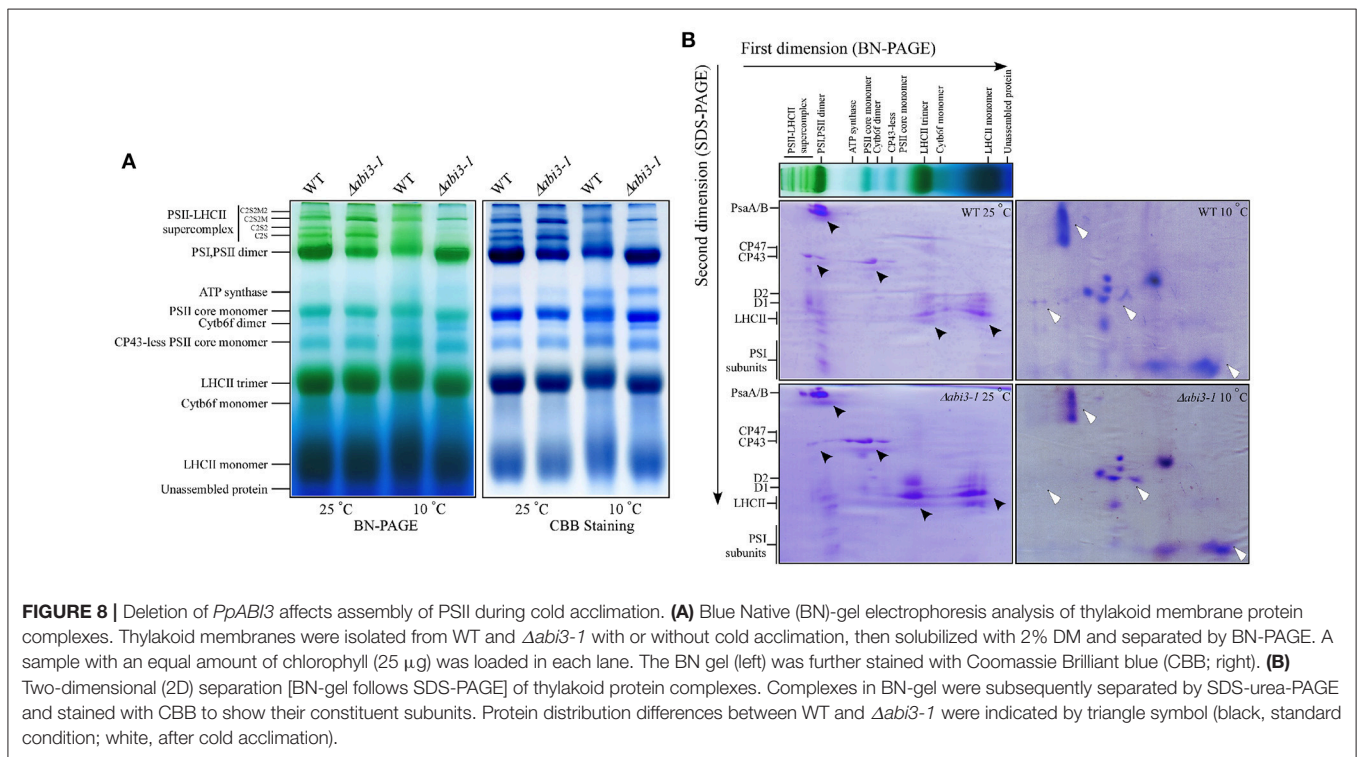 A
WT
Δabi3-1
WT
Δabi3-1
WT
Δabi3-1
WT
Δabi3-1
PSII-LHCII
supercomplex
C2S2M2
C2S2M
C2S2
C2S
PSI,PSII dimer
ATP synthase
PSII core monomer
Cytb6f dimer
CP43-less PSII core monomer
LHCII trimer
Cytb6f monomer
LHCII monomer
Unassembled protein
25 °C
10 °C
BN-PAGE
25 °C
10 °C
CBB Staining
B
First dimension (BN-PAGE)
Second dimension (SDS-PAGE)
PSII-LHCII
supercomplex
PSI,PSII dimer
ATP synthase
PSII core monomer
Cytb6f dimer
CP43-less
PSII core monomer
LHCII trimer
Cytb6f monomer
LHCII monomer
Unassembled protein
PsaA/B
CP47
CP43
D2
D1
LHCII
PSI
subunits
WT 25 °C
WT 10 °C
PsaA/B
CP47
CP43
D2
D1
LHCII
PSI
subunits
Δabi3-1 25 °C
Δabi3-1 10 °C
FIGURE 8 | Deletion of PpABI3 affects assembly of PSII during cold acclimation. (A) Blue Native (BN)-gel electrophoresis analysis of thylakoid membrane protein
complexes. Thylakoid membranes were isolated from WT and Δabi3-1 with or without cold acclimation, then solubilized with 2% DM and separated by BN-PAGE. A
sample with an equal amount of chlorophyll (25 μg) was loaded in each lane. The BN gel (left) was further stained with Coomassie Brilliant blue (CBB; right). (B)
Two-dimensional (2D) separation [BN-gel follows SDS-PAGE] of thylakoid protein complexes. Complexes in BN-gel were subsequently separated by SDS-urea-PAGE
and stained with CBB to show their constituent subunits. Protein distribution differences between WT and Δabi3-1 were indicated by triangle symbol (black, standard
condition; white, after cold acclimation).